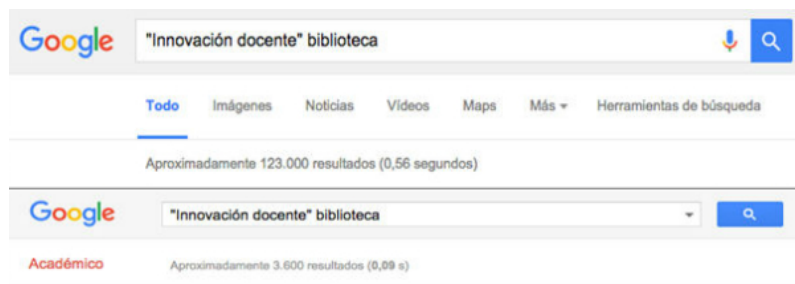 Google "Innovación docente" biblioteca
Todo Imágenes Noticias Vídeos Maps Más Herramientas de búsqueda
Aproximadamente 123.000 resultados (0,56 segundos)
Google "Innovación docente" biblioteca
Académico Aproximadamente 3.600 resultados (0,09 s)